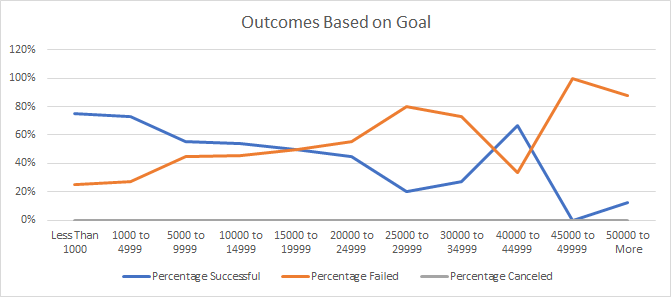 Outcomes Based on Goal
120%
100%
80%
60%
40%
20%
0%
Less Than 1000 to 5000 to 10000 to 15000 to 20000 to 25000 to 30000 to 40000 to 45000 to 50000 to
1000 4999 9999 14999 19999 24999 29999 34999 44999 49999 More
Percentage Successful Percentage Failed Percentage Canceled